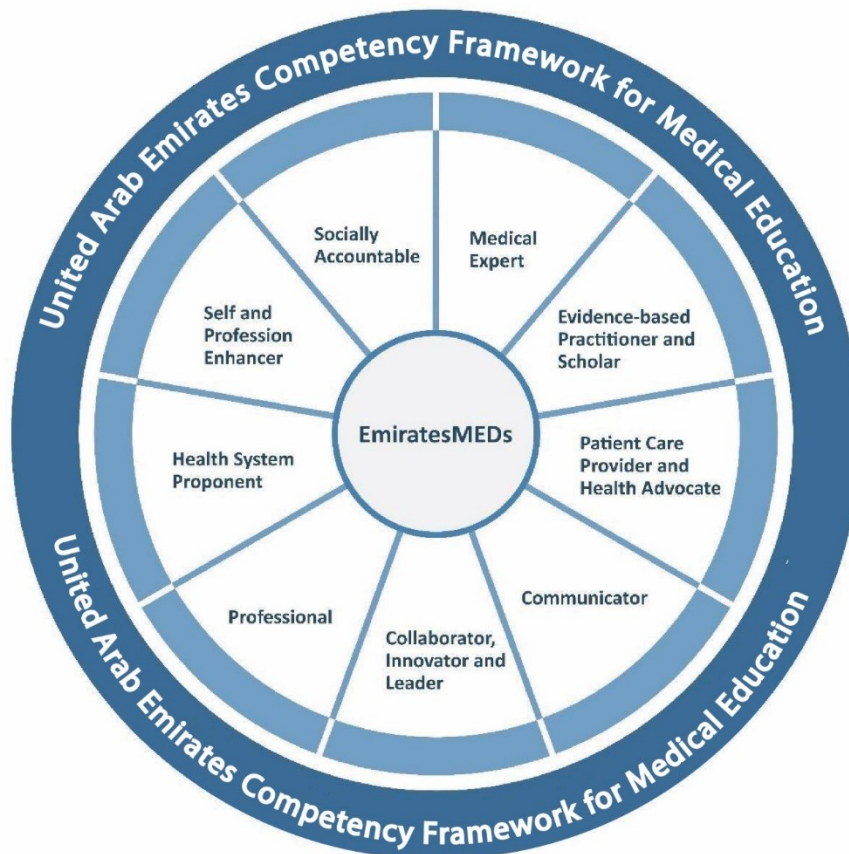 United Arab Emirates Competency Framework for Medical Education
Socially
Accountable
Medical
Expert
Self and
Profession
Enhancer
Evidence-based
Practitioner and
Scholar
EmiratesMEDs
Health System
Proponent
Patient Care
Provider and
Health Advocate
Professional
Communicator
Collaborator,
Innovator and
Leader
United Arab Emirates Competency Framework for Medical Education